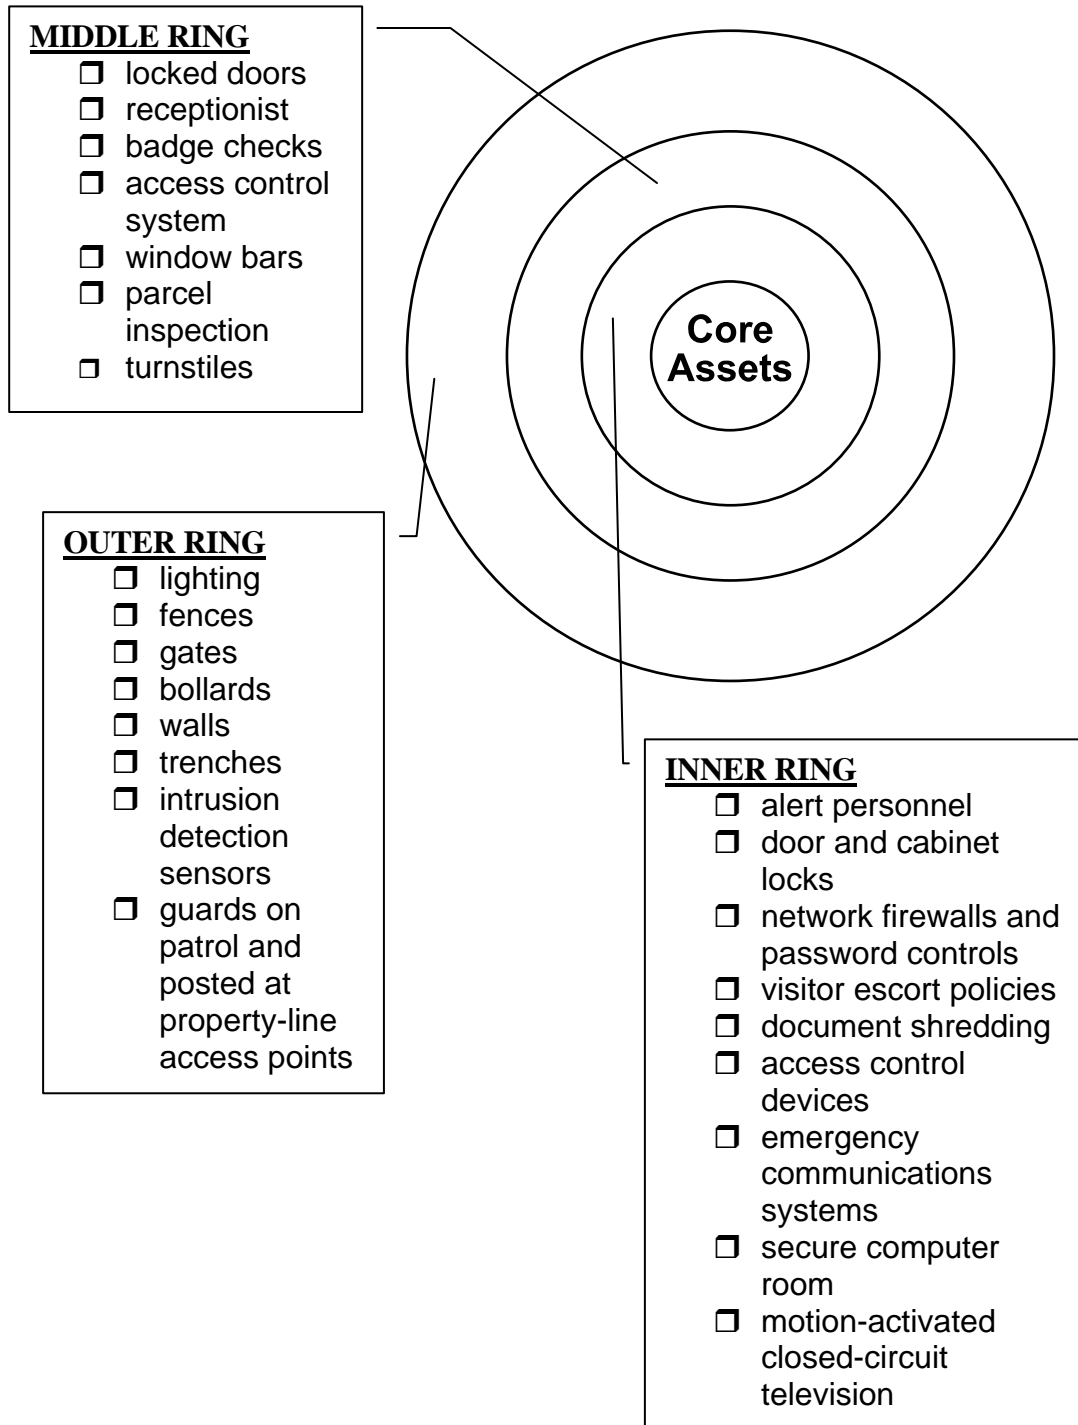 MIDDLE RING
❒ locked doors
❒ receptionist
❒ badge checks
❒ access control
system
❒ window bars
❒ parcel
inspection
❒ turnstiles
Core
Assets
OUTER RING
❒ lighting
❒ fences
❒ gates
❒ bollards
❒ walls
❒ trenches
❒ intrusion
detection
sensors
❒ guards on
patrol and
posted at
property-line
access points
INNER RING
❒ alert personnel
❒ door and cabinet
locks
❒ network firewalls and
password controls
❒ visitor escort policies
❒ document shredding
❒ access control
devices
❒ emergency
communications
systems
❒ secure computer
room
❒ motion-activated
closed-circuit
television